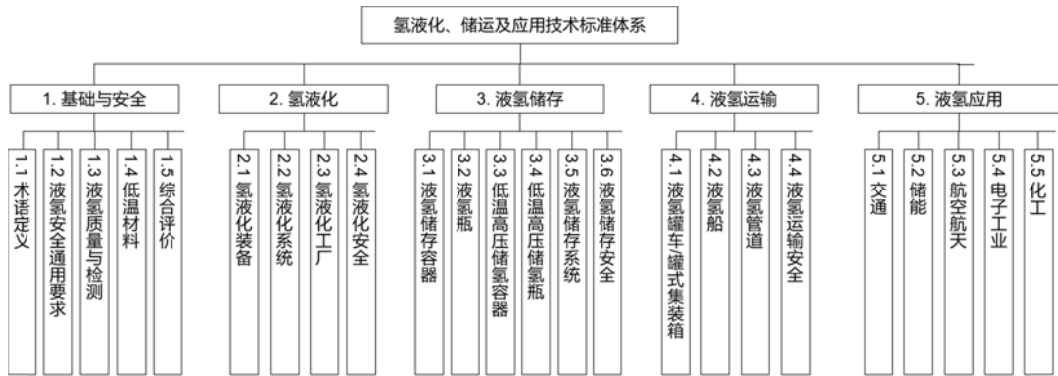 氢液化、储运及应用技术标准体系
1. 基础与安全
2. 氢液化
3. 液氢储存
4. 液氢运输
5. 液氢应用
1.1 术语定义
1.2 液氢安全通用要求
1.3 液氢质量与检测
1.4 低温材料
1.5 综合评价
2.1 氢液化装备
2.2 氢液化系统
2.3 氢液化工厂
2.4 氢液化安全
3.1 液氢储存容器
3.2 液氢瓶
3.3 低温高压储氢容器
3.4 低温高压储氢瓶
3.5 液氢储存系统
3.6 液氢储存安全
4.1 液氢罐车/罐式集装箱
4.2 液氢船
4.3 液氢管道
4.4 液氢运输安全
5.1 交通
5.2 储能
5.3 航空航天
5.4 电子工业
5.5 化工